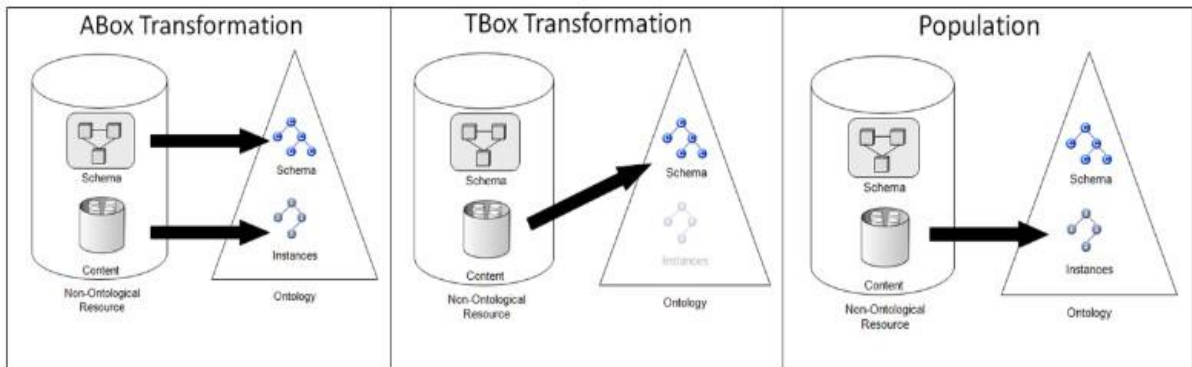 ABox Transformation
Schema
Content
Non-Ontological
Resource
Schema
Instances
Ontology
TBox Transformation
Schema
Content
Non-Ontological
Resource
Schema
Instances
Ontology
Population
Schema
Content
Non-Ontological
Resource
Schema
Instances
Ontology